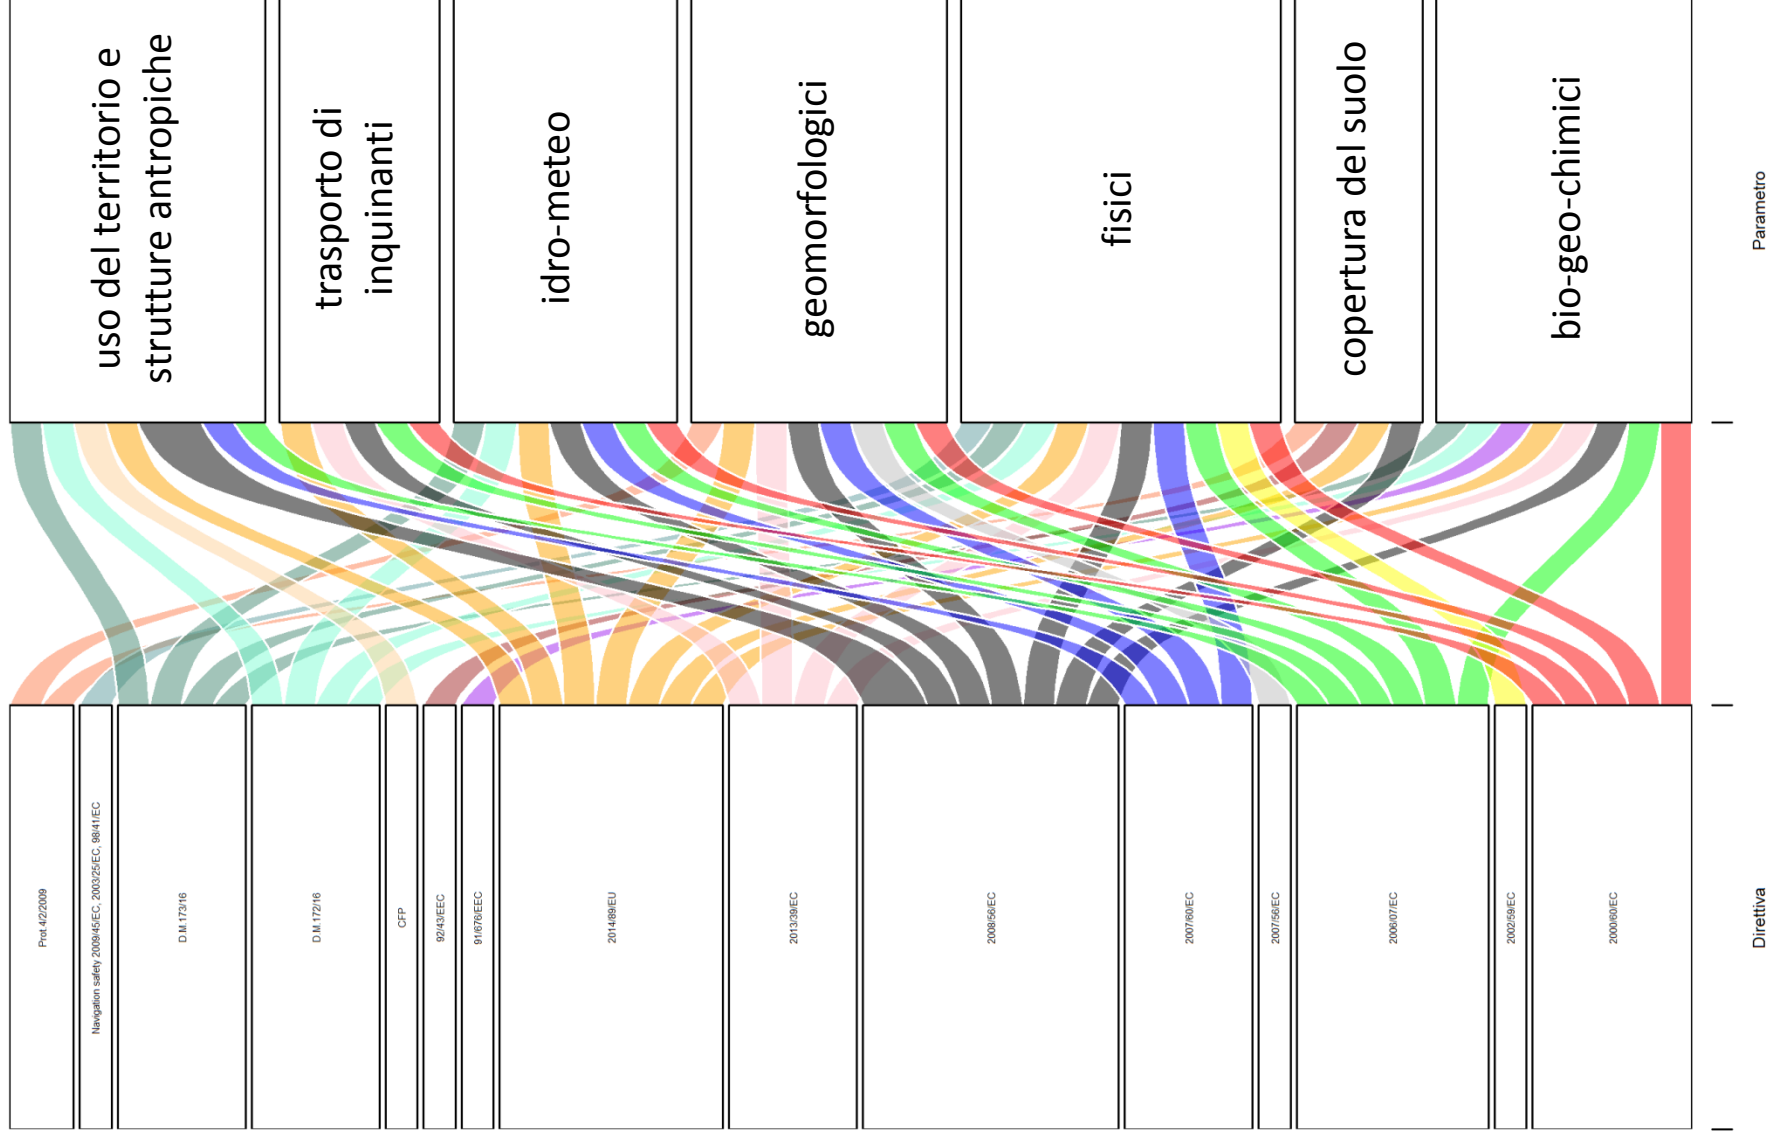 uso del territorio e
strutture antropiche
trasporto di
inquinanti
idro-meteo
geomorfologici
fisici
copertura del suolo
bio-geo-chimici
Parametro
Prot.4/2/2009
Navigation safety 2009/45/EC, 2003/25/EC, 98/41/EC
D.M.173/16
D.M.172/16
CFP
92/43/EEC
91/676/EEC
2014/89/EU
2013/39/EC
2008/56/EC
2007/60/EC
2007/56/EC
2006/07/EC
2002/59/EC
2000/60/EC
Direttiva